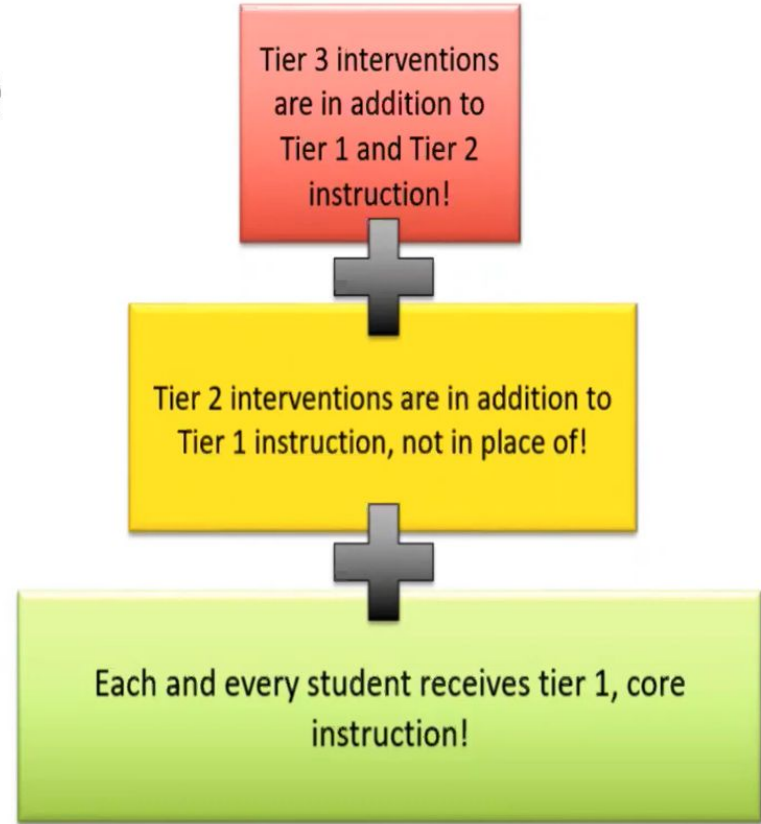 Tier 3 interventions
are in addition to
Tier 1 and Tier 2
instruction!
Tier 2 interventions are in addition to
Tier 1 instruction, not in place of!
Each and every student receives tier 1, core
instruction!